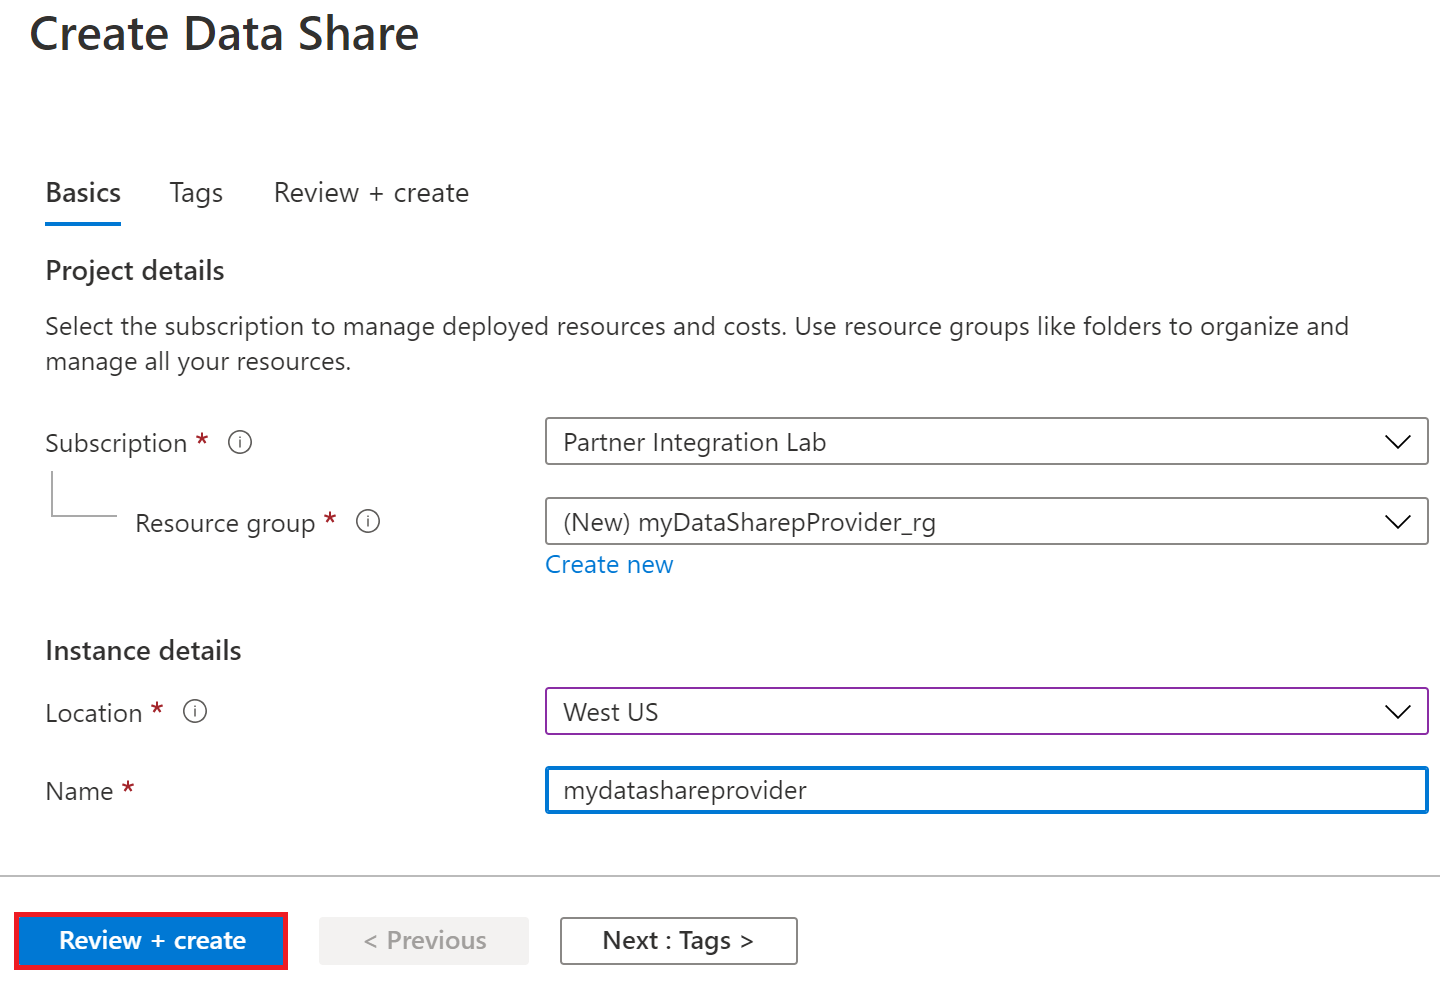 Create Data Share
Basics Tags Review + create
Project details
Select the subscription to manage deployed resources and costs. Use resource groups like folders to organize and
manage all your resources.
Subscription * Partner Integration Lab
Resource group * (New) myDataSharepProvider_rg
Create new
Instance details
Location * West US
Name * mydatashareprovider
Review + create < Previous Next : Tags >